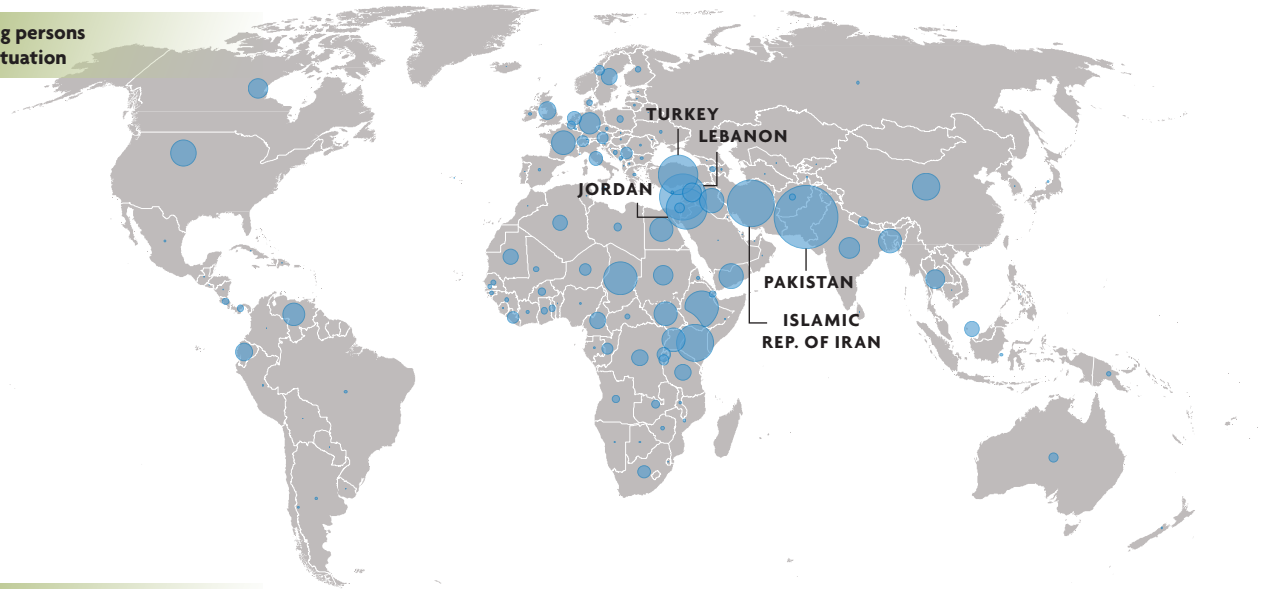 g persons
tuation
TURKEY
LEBANON
JORDAN
PAKISTAN
ISLAMIC
REP. OF IRAN